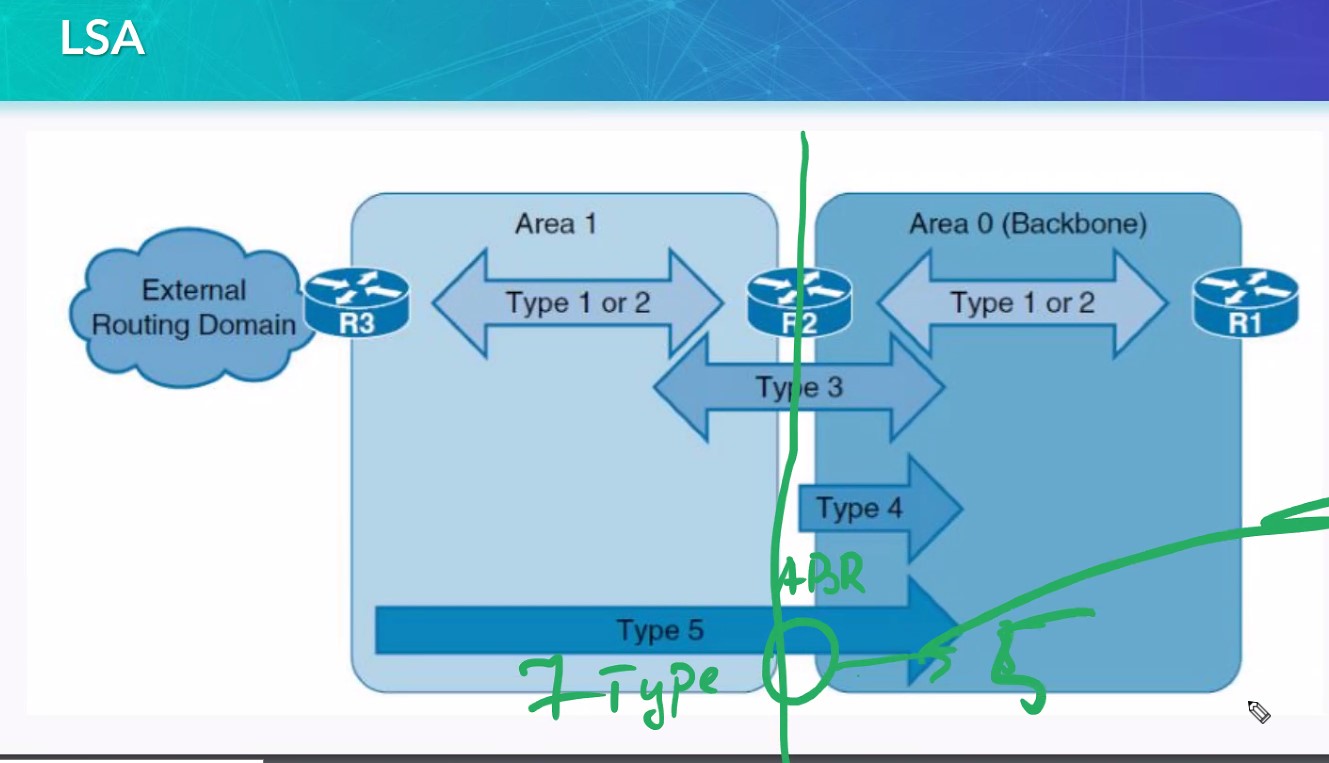 LSA
Area 1
Area 0 (Backbone)
External
Routing Domain
R3
Type 1 or 2
R2
Type 1 or 2
R1
Type 3
Type 4
ABR
Type 5
7 Type
5